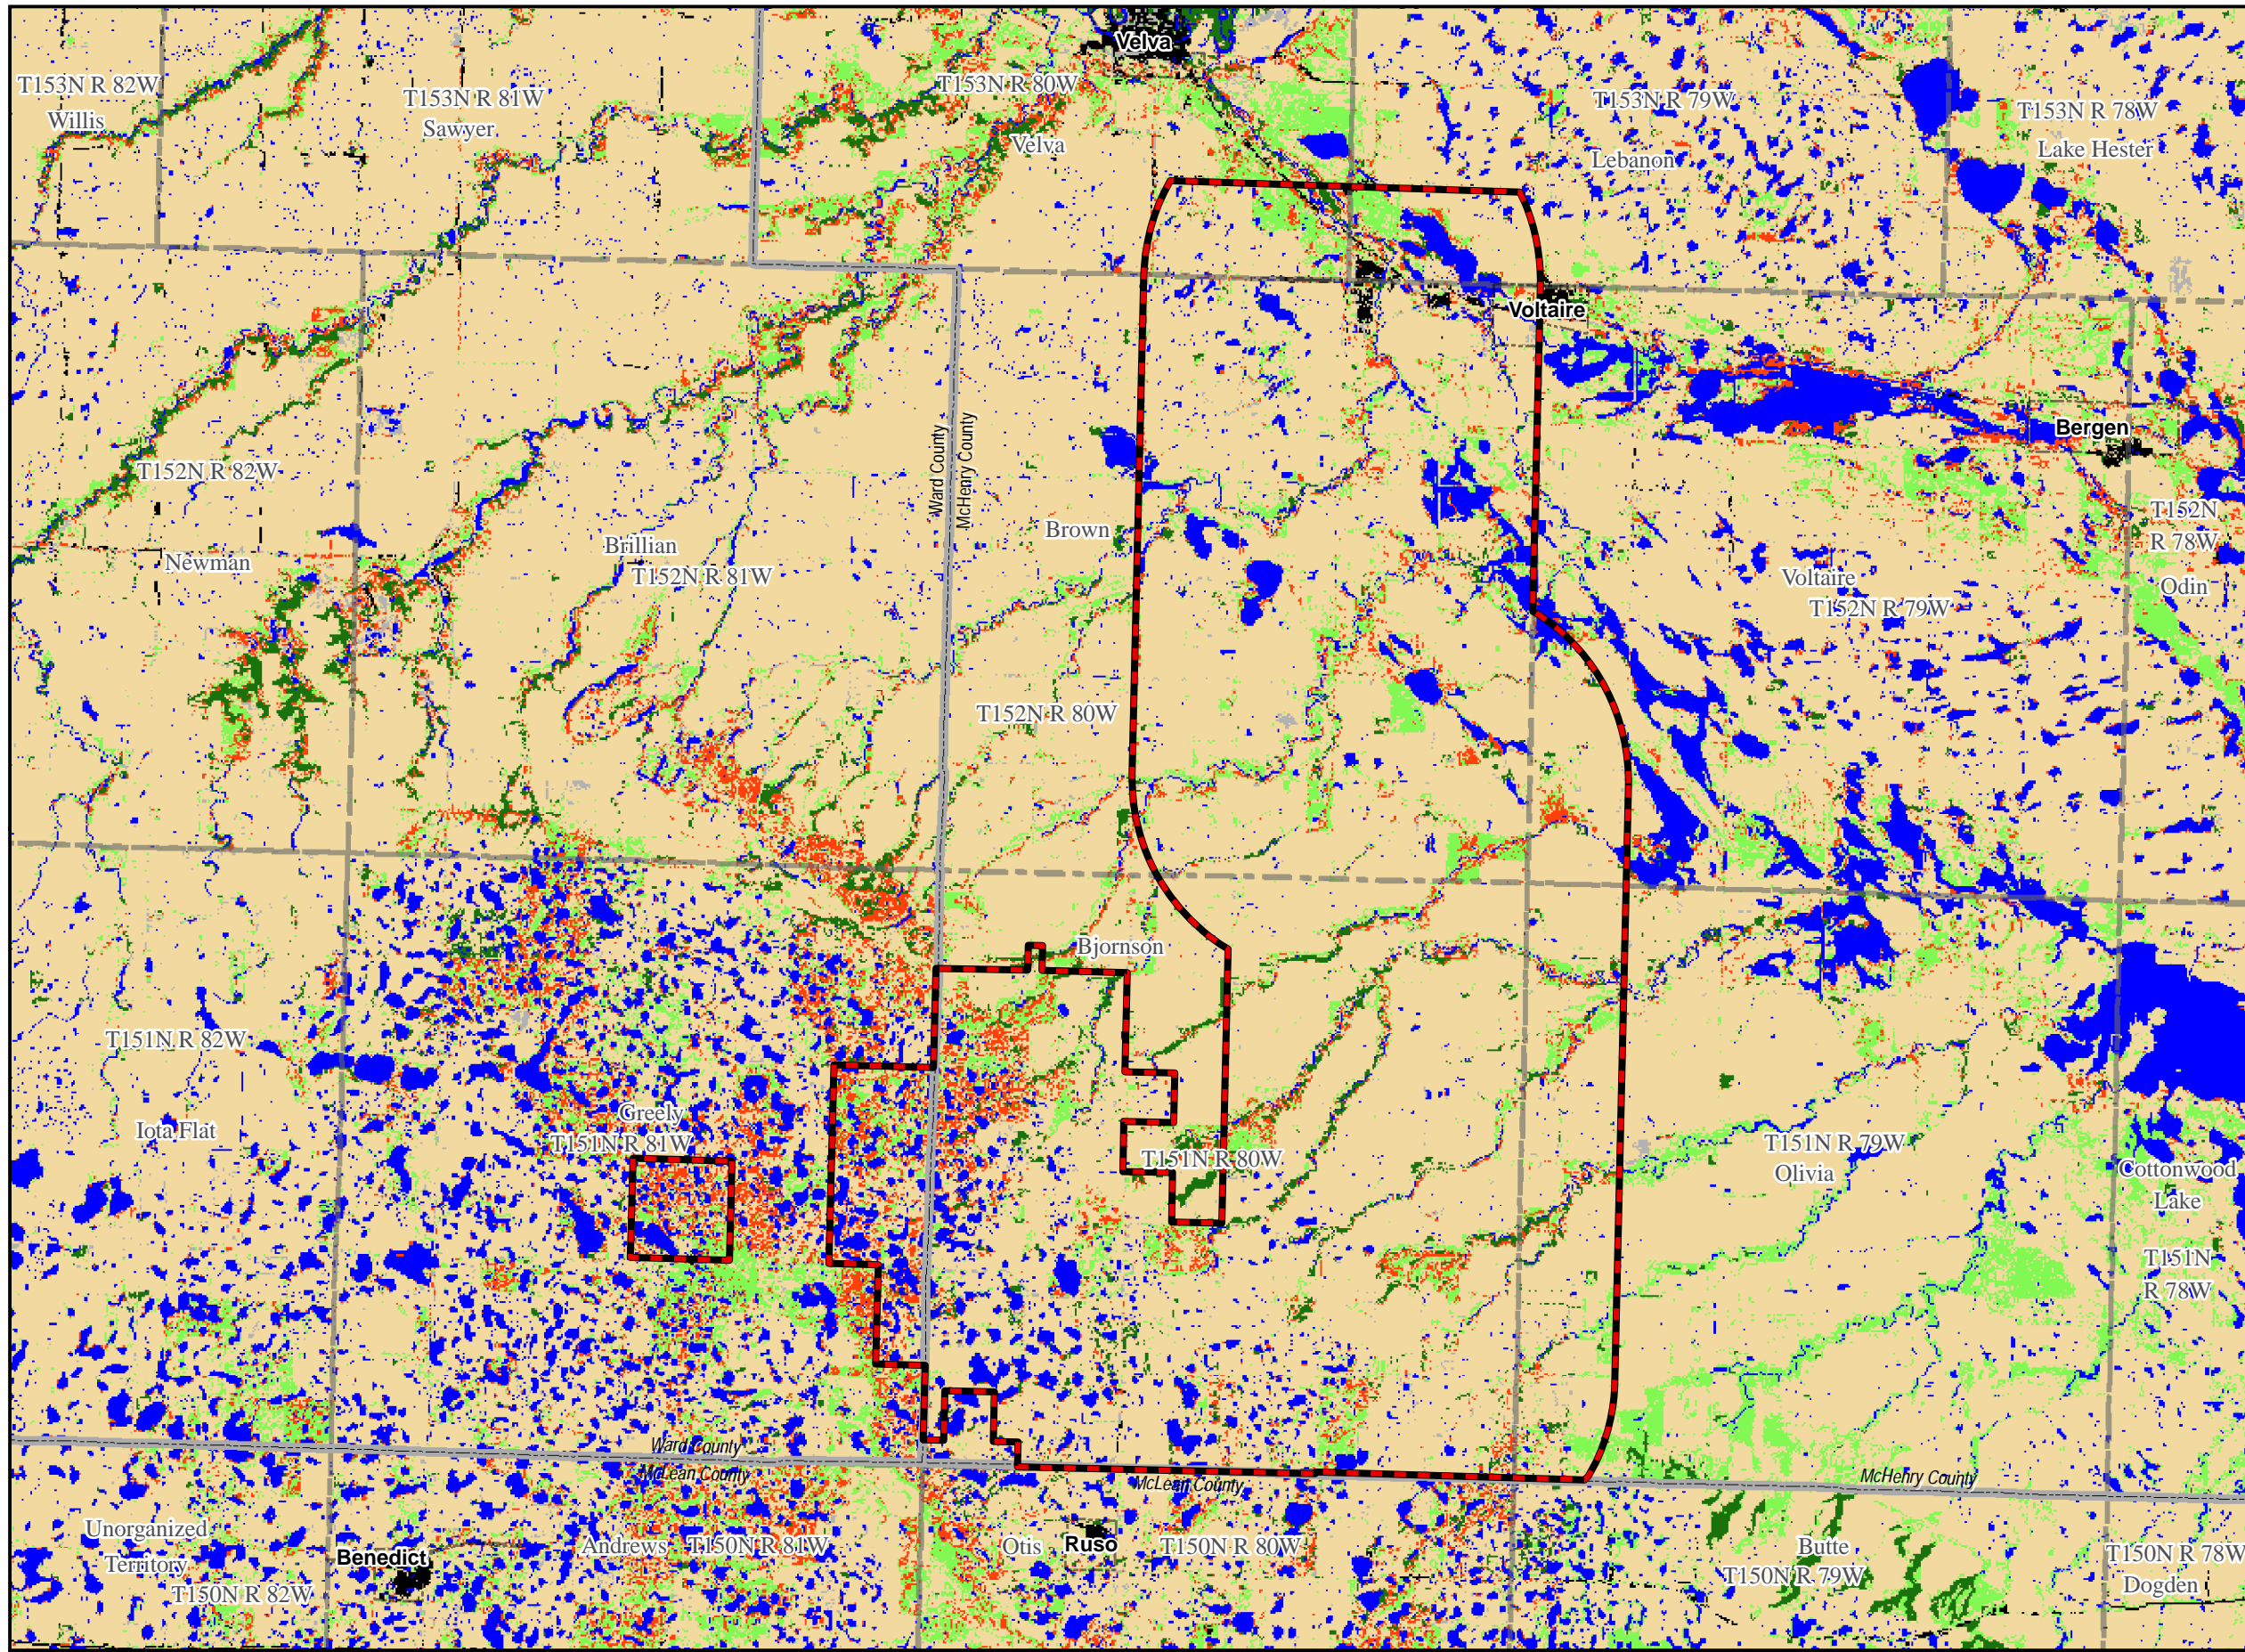 Velva
T153N R 82W
Willis
T153N R 81W
Sawyer
T153N R 80W
Velva
T153N R 79W
Lebanon
T153N R 78W
Lake Hester
Voltaire
Bergen
T152N R 82W
Newman
Brillian
T152N R 81W
Ward County
McHenry County
Brown
T152N R 80W
Voltaire
T152N R 79W
T152N
R 78W
Odin
Bjornson
T151N R 82W
Iota Flat
Greely
T151N R 81W
T151N R 80W
T151N R 79W
Olivia
Cottonwood
Lake
T151N
R 78W
Ward County
McLean County
McLean County
McHenry County
Unorganized
Territory
T150N R 82W
Benedict
Andrews
T150N R 81W
Otis
Ruso
T150N R 80W
Butte
T150N R 79W
T150N R 78W
Dogden